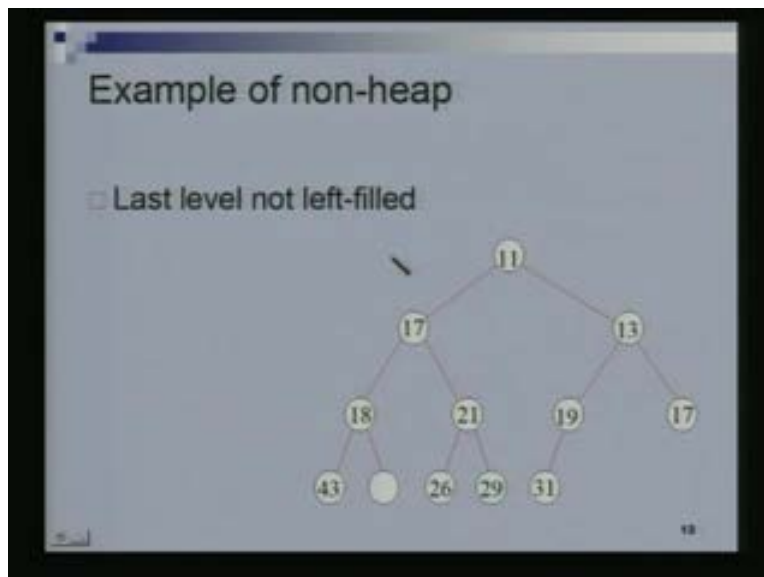 Example of non-heap
Last level not left-filled
11
17 13
18 21 19 17
43 26 29 31